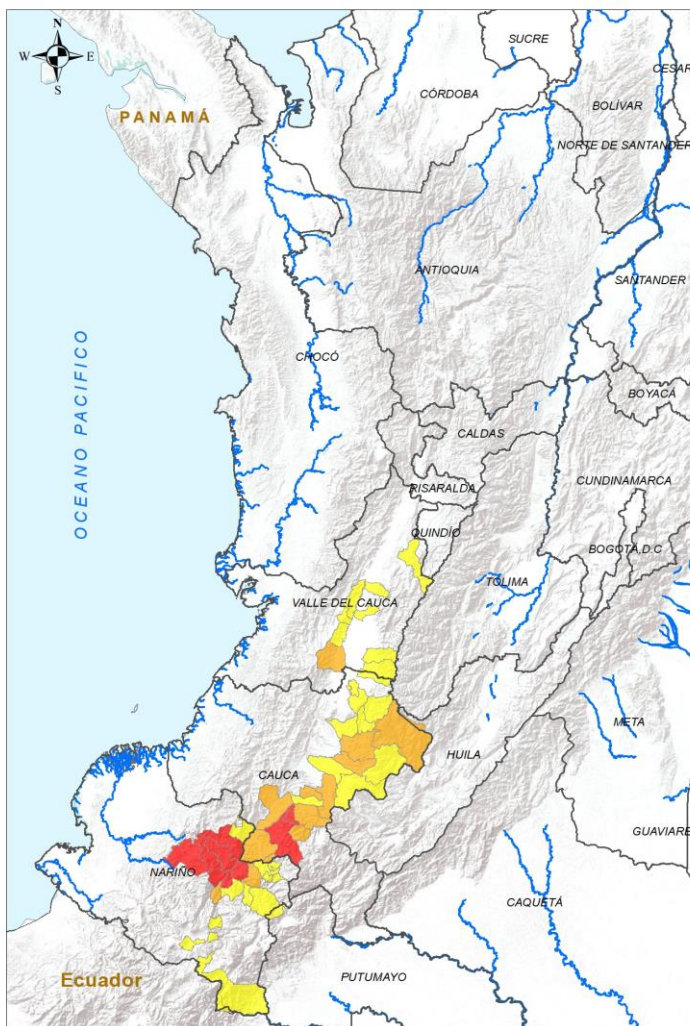 N
W E
S
SUCRE
CESAR
CÓRDOBA
BOLÍVAR
PANAMÁ
NORTE DE SANTANDER
ANTIOQUIA
SANTANDER
OCEANO PACIFICO
CHOCÓ
BOYACÁ
CALDAS
CUNDINAMARCA
RISARALDA
QUINDÍO
BOGOTÁ,D.C
TOLIMA
VALLE DEL CAUCA
META
HUILA
CAUCA
GUAVIARE
NARIÑO
CAQUETÁ
Ecuador
PUTUMAYO